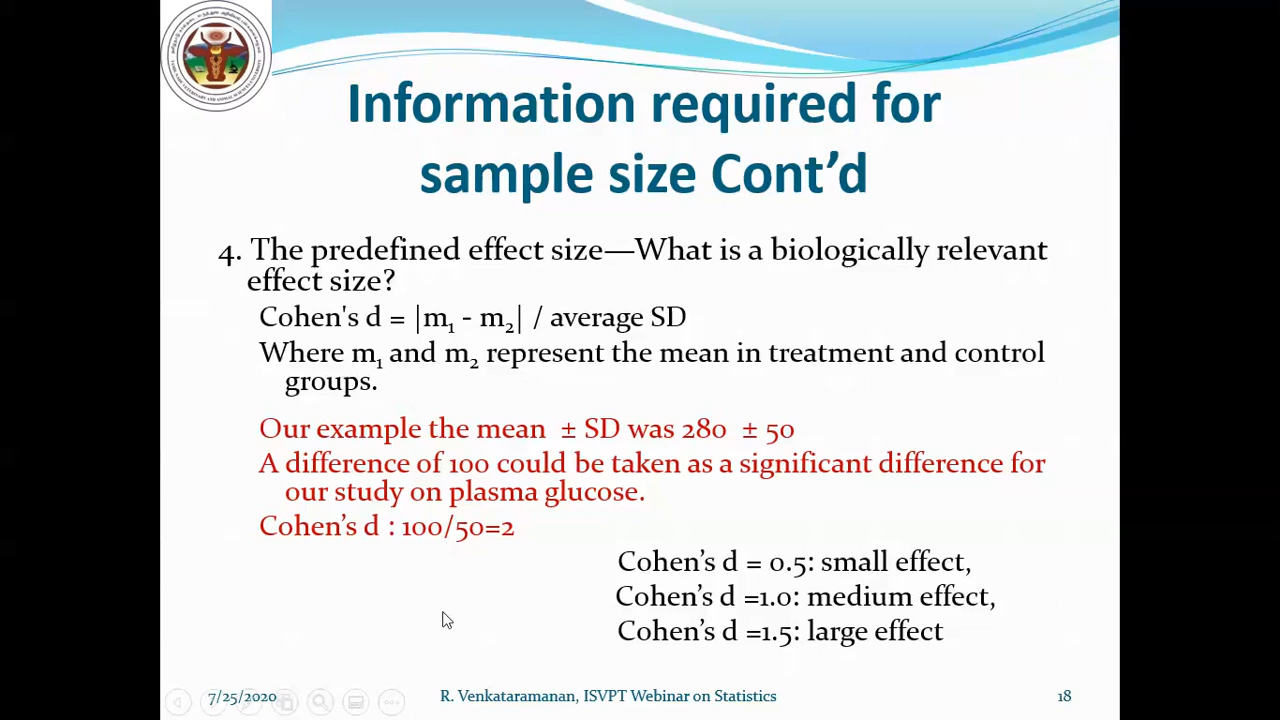 Information required for
sample size Cont’d
4. The predefined effect size—What is a biologically relevant
effect size?
Cohen's d = |m₁ - m₂| / average SD
Where m₁ and m₂ represent the mean in treatment and control
groups.
Our example the mean ± SD was 280 ± 50
A difference of 100 could be taken as a significant difference for
our study on plasma glucose.
Cohen’s d : 100/50=2
Cohen’s d = 0.5: small effect,
Cohen’s d =1.0: medium effect,
Cohen’s d =1.5: large effect
7/25/2020
R. Venkataramanan, ISVPT Webinar on Statistics
18